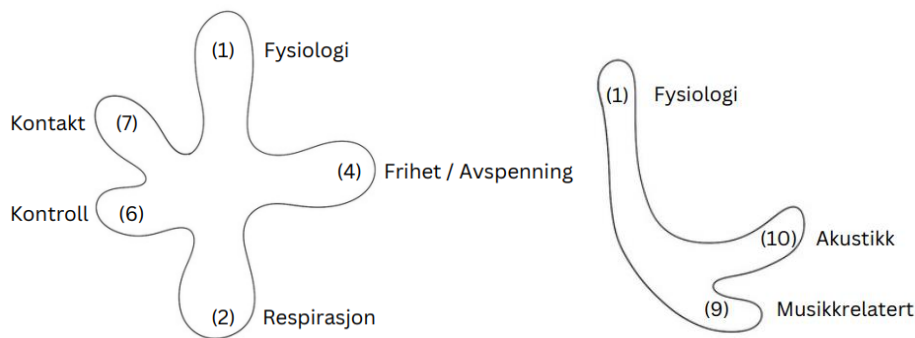 (1) Fysiologi
Kontakt (7)
(4) Frihet / Avspenning
Kontroll (6)
(2) Respirasjon
(1) Fysiologi
(10) Akustikk
(9) Musikkrelatert